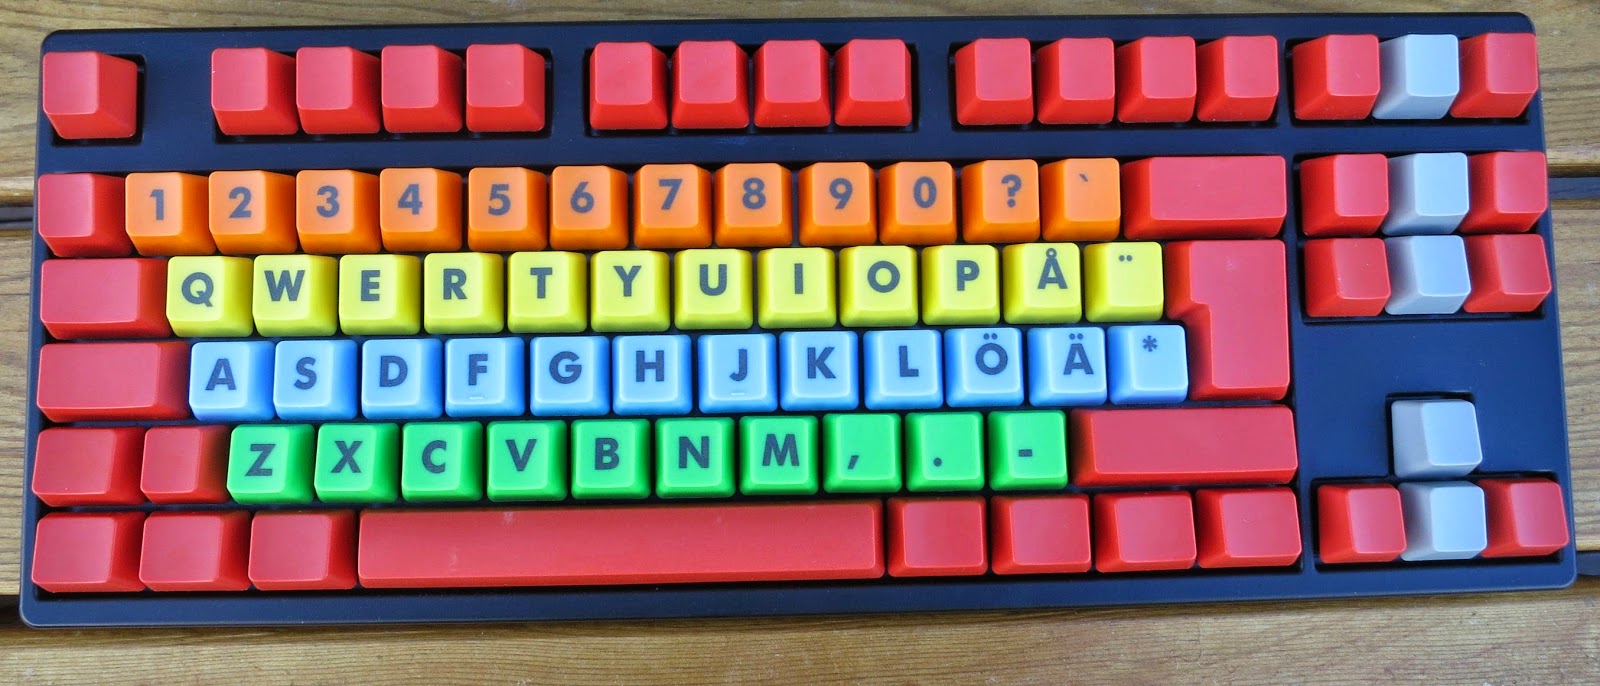 1 2 3 4 5 6 7 8 9 0 ? `
Q W E R T Y U I O P Å ¨
A S D F G H J K L Ö Ä *
Z X C V B N M , . -